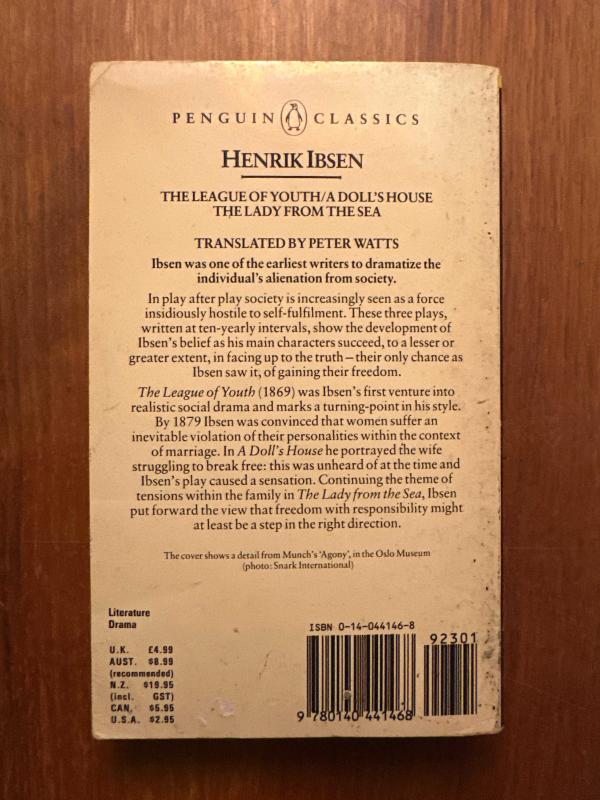 PENGUIN CLASSICS
HENRIK IBSEN
THE LEAGUE OF YOUTH/A DOLL'S HOUSE
THE LADY FROM THE SEA
TRANSLATED BY PETER WATTS
Ibsen was one of the earliest writers to dramatize the
individual's alienation from society.
In play after play society is increasingly seen as a force
insidiously hostile to self-fulfilment. These three plays,
written at ten-yearly intervals, show the development of
Ibsen's belief as his main characters succeed, to a lesser or
greater extent, in facing up to the truth – their only chance as
Ibsen saw it, of gaining their freedom.
The League of Youth (1869) was Ibsen's first venture into
realistic social drama and marks a turning-point in his style.
By 1879 Ibsen was convinced that women suffer an
inevitable violation of their personalities within the context
of marriage. In A Doll's House he portrayed the wife
struggling to break free: this was unheard of at the time and
Ibsen's play caused a sensation. Continuing the theme of
tensions within the family in The Lady from the Sea, Ibsen
put forward the view that freedom with responsibility might
at least be a step in the right direction.
The cover shows a detail from Munch's 'Agony', in the Oslo Museum
(photo: Snark International)
Literature
Drama
U.K. £4.99
AUST. $8.99
(recommended)
N.Z. $19.95
(incl. GST)
CAN. $5.95
U.S.A. $2.95
ISBN 0-14-044146-8
92301
9 780140 441468